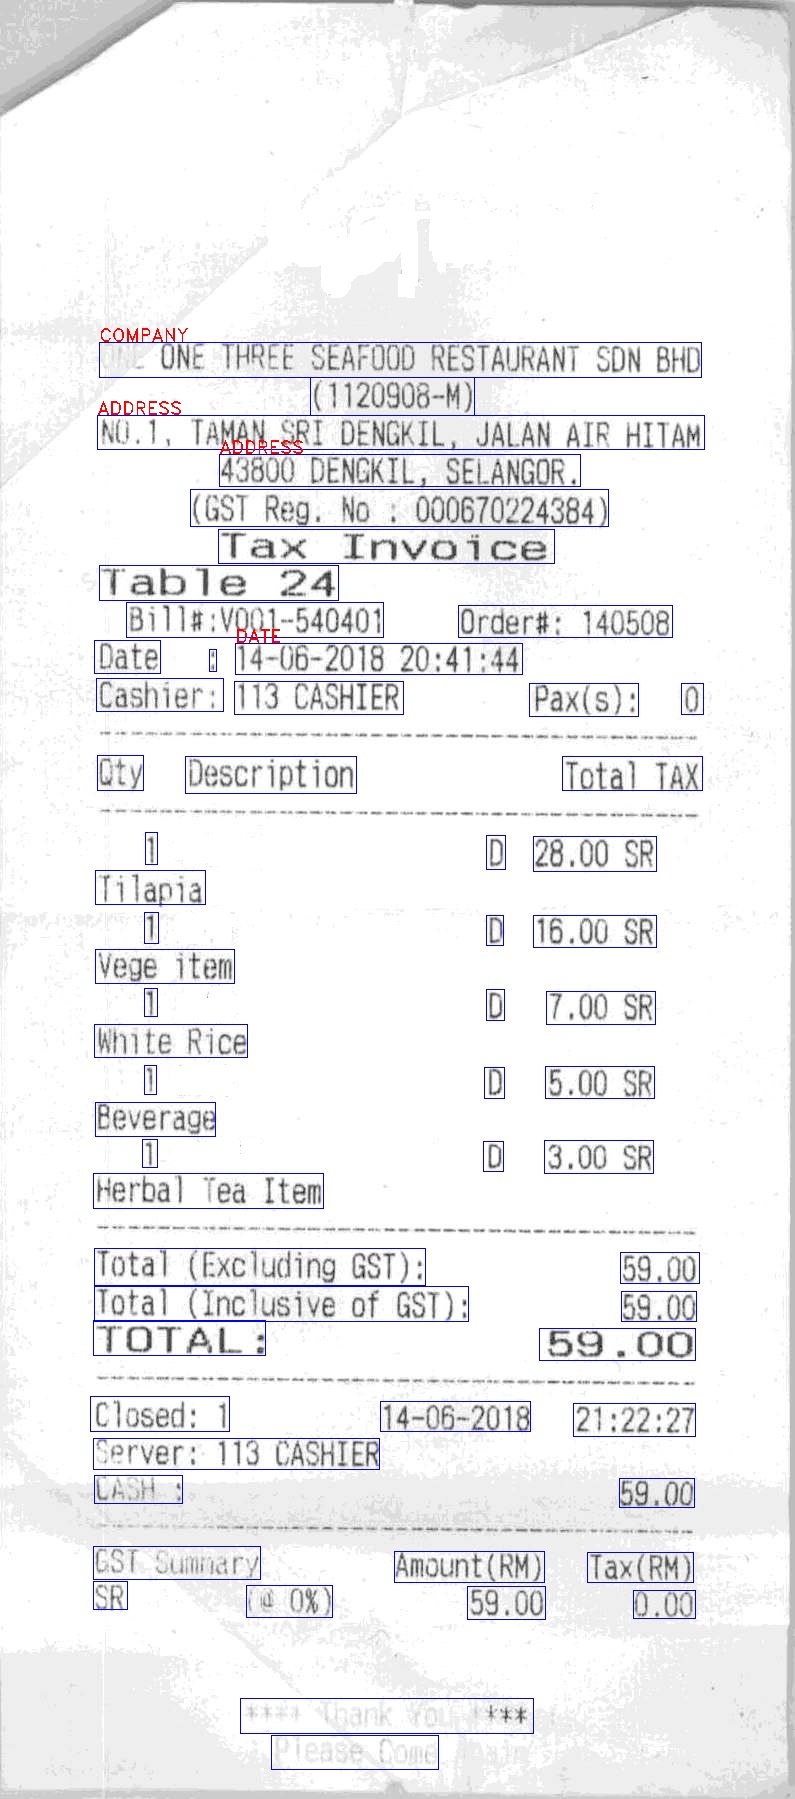 COMPANY
ONE ONE THREE SEAFOOD RESTAURANT SDN BHD
(1120908-M)
ADDRESS
NO.1, TAMAN SRI DENGKIL, JALAN AIR HITAM
ADDRESS
43800 DENGKIL, SELANGOR.
(GST Reg. No : 000670224384)
Tax Invoice
Table 24
Bill#:V001-540401 Order#: 140508
DATE
Date : 14-06-2018 20:41:44
Cashier: 113 CASHIER Pax(s): 0
Qty Description Total TAX
1 D 28.00 SR
Tilapia
1 D 16.00 SR
Vege item
1 D 7.00 SR
White Rice
1 D 5.00 SR
Beverage
1 D 3.00 SR
Herbal Tea Item
Total (Excluding GST): 59.00
Total (Inclusive of GST): 59.00
TOTAL: 59.00
Closed: 1 14-06-2018 21:22:27
Server: 113 CASHIER
CASH : 59.00
GST Summary Amount(RM) Tax(RM)
SR (@ 0%) 59.00 0.00
**** Thank You ****
Please Come